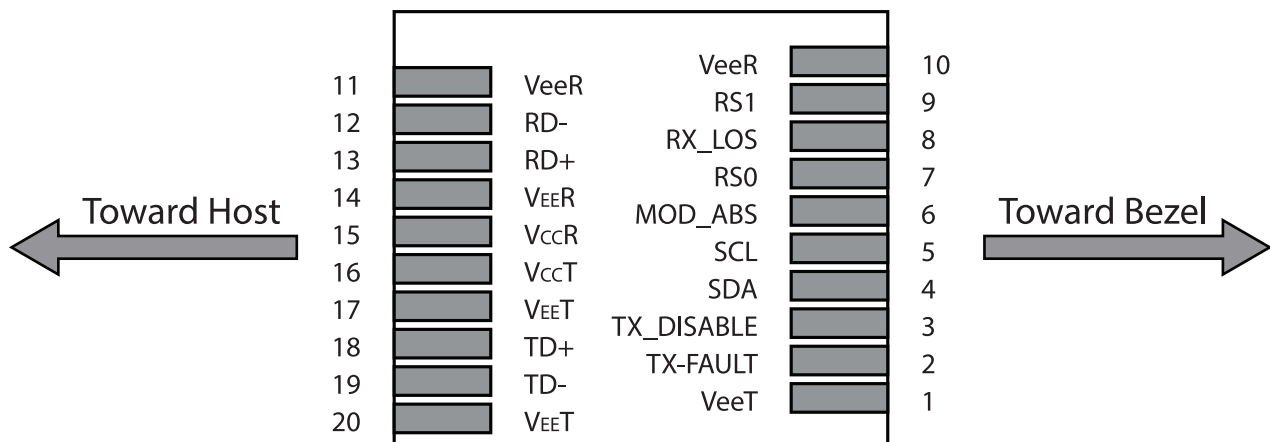 VeeR 10
11 VeeR
RS1 9
12 RD-
RX_LOS 8
13 RD+
RS0 7
14 VEER
MOD_ABS 6
Toward Host
Toward Bezel
15 VCCR
SCL 5
16 VCCT
SDA 4
17 VEET
TX_DISABLE 3
18 TD+
TX-FAULT 2
19 TD-
VeeT 1
20 VEET